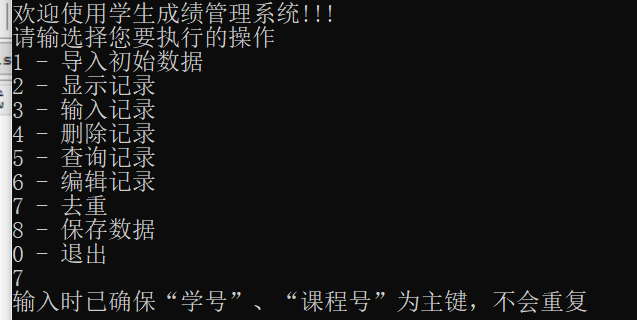 欢迎使用学生成绩管理系统!!!
请输选择您要执行的操作
1 - 导入初始数据
2 - 显示记录
3 - 输入记录
4 - 删除记录
5 - 查询记录
6 - 编辑记录
7 - 去重
8 - 保存数据
0 - 退出
7
输入时已确保“学号”、“课程号”为主键，不会重复